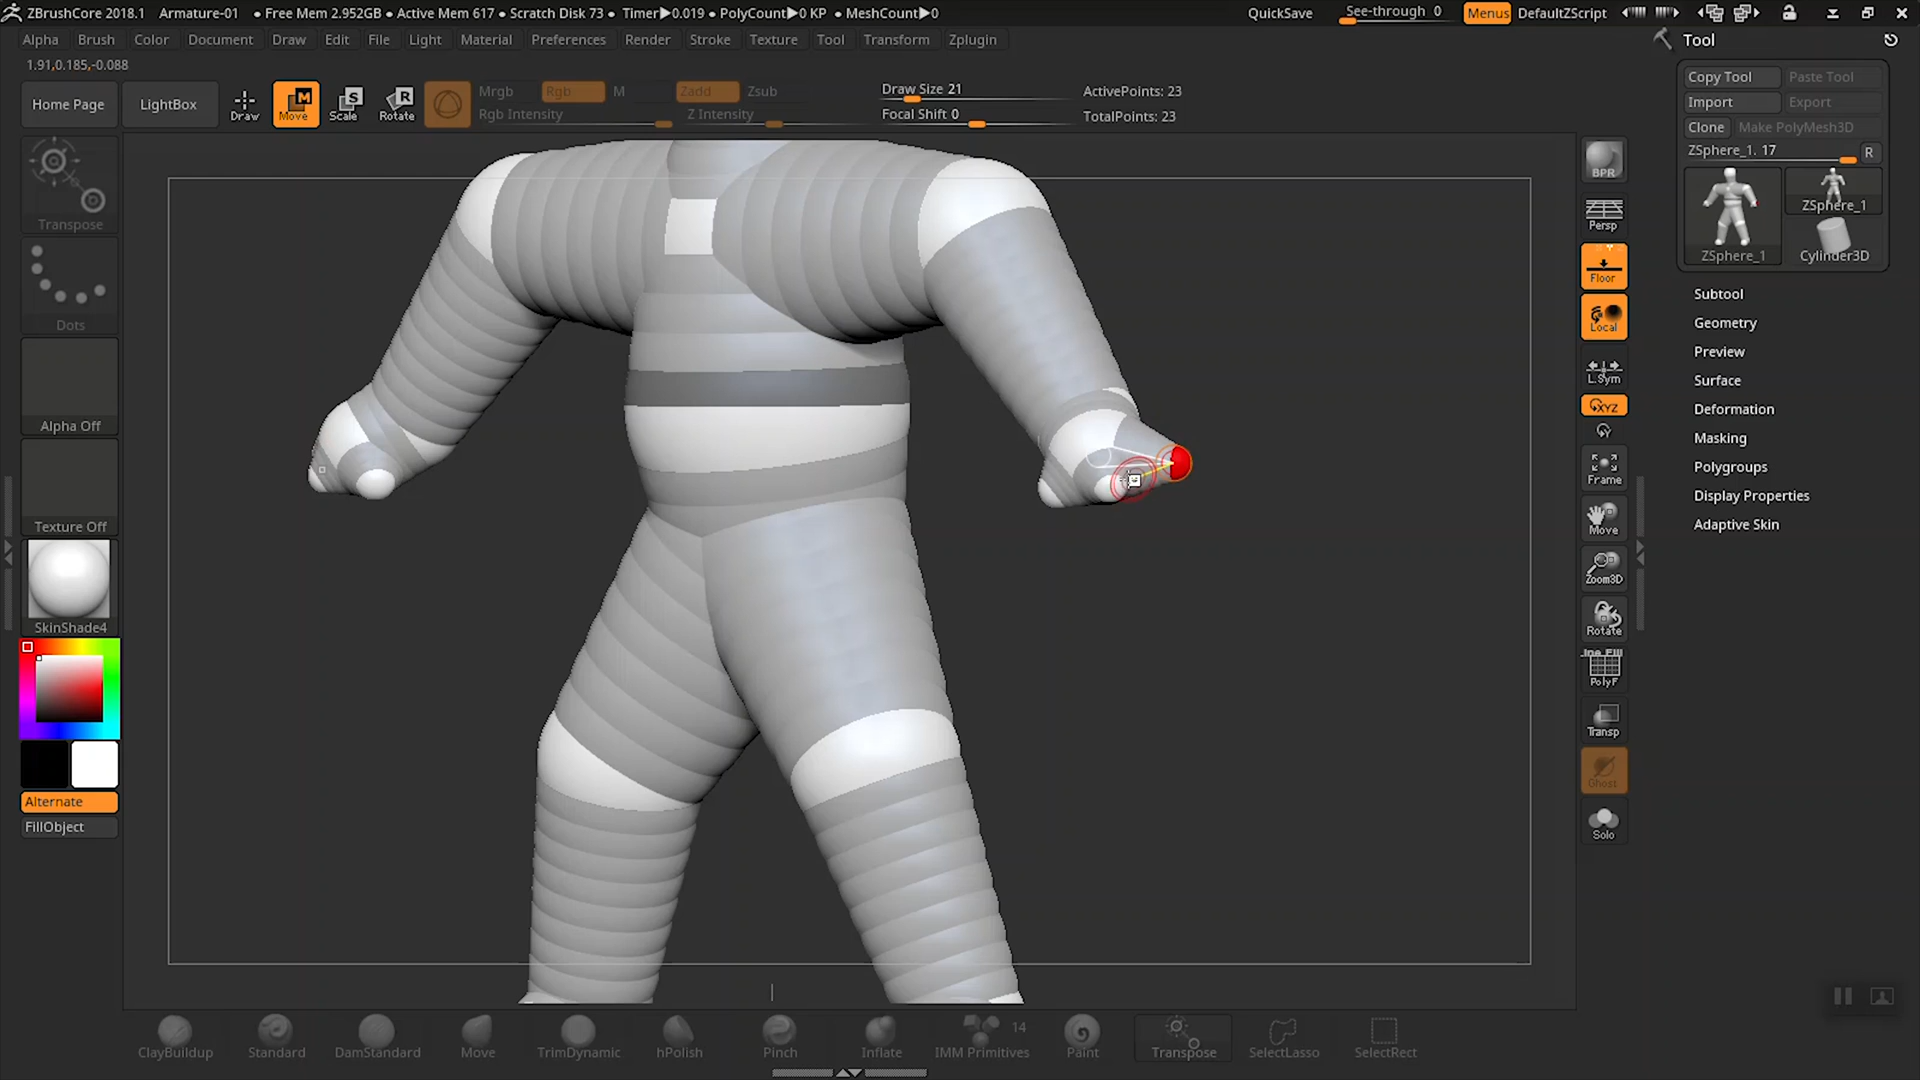 ZBrushCore 2018.1 Armature-01 • Free Mem 2.952GB • Active Mem 617 • Scratch Disk 73 • Timer▶0.019 • PolyCount▶0 KP • MeshCount▶0 QuickSave See-through 0 Menus DefaultZScript
Alpha Brush Color Document Draw Edit File Light Material Preferences Render Stroke Texture Tool Transform Zplugin
Tool
1.91,0.185,-0.088
Home Page
LightBox
Draw
M
Move
S
Scale
R
Rotate
Mrgb Rgb M
Rgb Intensity
Zadd Zsub
Z Intensity
Draw Size 21
Focal Shift 0
ActivePoints: 23
TotalPoints: 23
Copy Tool Paste Tool
Import Export
Clone Make PolyMesh3D
ZSphere_1. 17 R
ZSphere_1
ZSphere_1
Cylinder3D
Subtool
Geometry
Preview
Surface
Deformation
Masking
Polygroups
Display Properties
Adaptive Skin
Transpose
Dots
Alpha Off
Texture Off
SkinShade4
Alternate
FillObject
BPR
Persp
Floor
Local
L.Sym
XYZ
Y
Frame
Move
Zoom3D
Rotate
Line Fill
PolyF
Transp
Ghost
Solo
ClayBuildup Standard DamStandard Move TrimDynamic hPolish Pinch Inflate IMM Primitives 14 Paint Transpose SelectLasso SelectRect